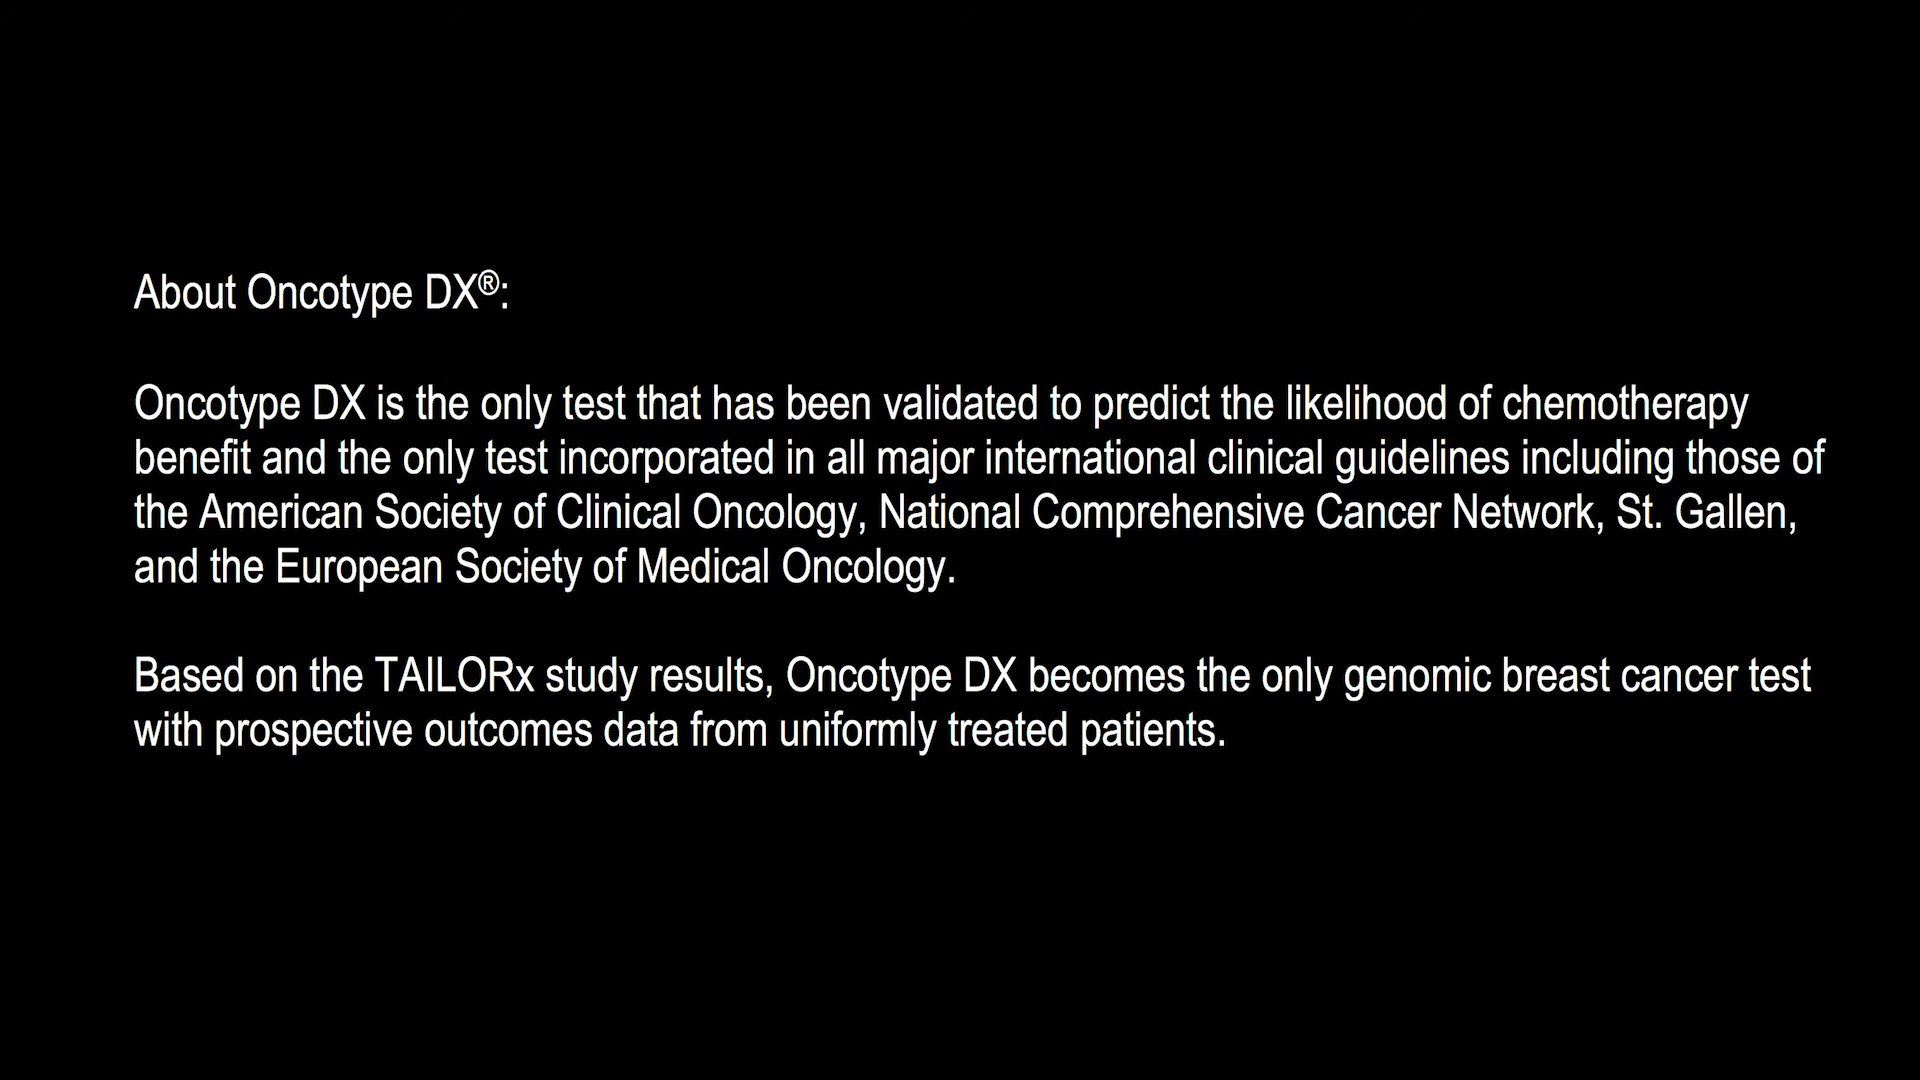 About Oncotype DX®:
Oncotype DX is the only test that has been validated to predict the likelihood of chemotherapy
benefit and the only test incorporated in all major international clinical guidelines including those of
the American Society of Clinical Oncology, National Comprehensive Cancer Network, St. Gallen,
and the European Society of Medical Oncology.
Based on the TAILORx study results, Oncotype DX becomes the only genomic breast cancer test
with prospective outcomes data from uniformly treated patients.